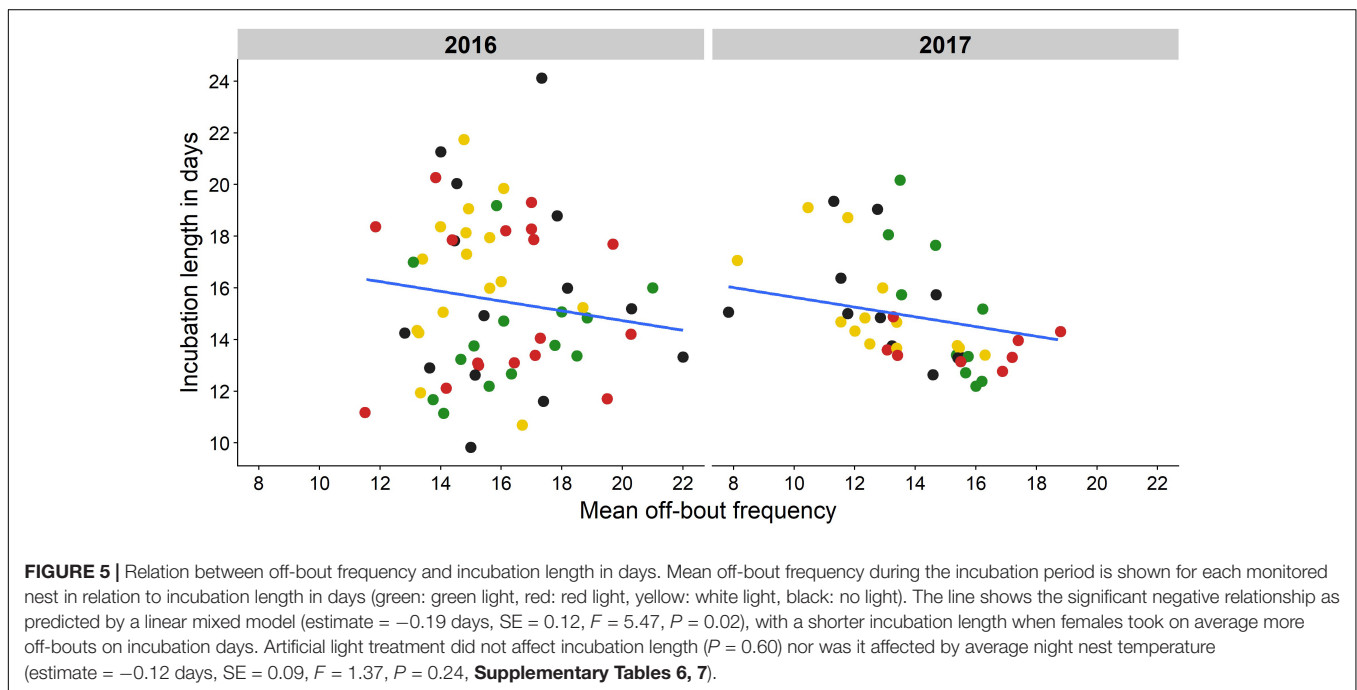 2016
2017
24
22
20
18
16
14
12
10
Incubation length in days
8 10 12 14 16 18 20 22
8 10 12 14 16 18 20 22
Mean off-bout frequency
FIGURE 5 | Relation between off-bout frequency and incubation length in days. Mean off-bout frequency during the incubation period is shown for each monitored
nest in relation to incubation length in days (green: green light, red: red light, yellow: white light, black: no light). The line shows the significant negative relationship as
predicted by a linear mixed model (estimate = −0.19 days, SE = 0.12, F = 5.47, P = 0.02), with a shorter incubation length when females took on average more
off-bouts on incubation days. Artificial light treatment did not affect incubation length (P = 0.60) nor was it affected by average night nest temperature
(estimate = −0.12 days, SE = 0.09, F = 1.37, P = 0.24, Supplementary Tables 6, 7).